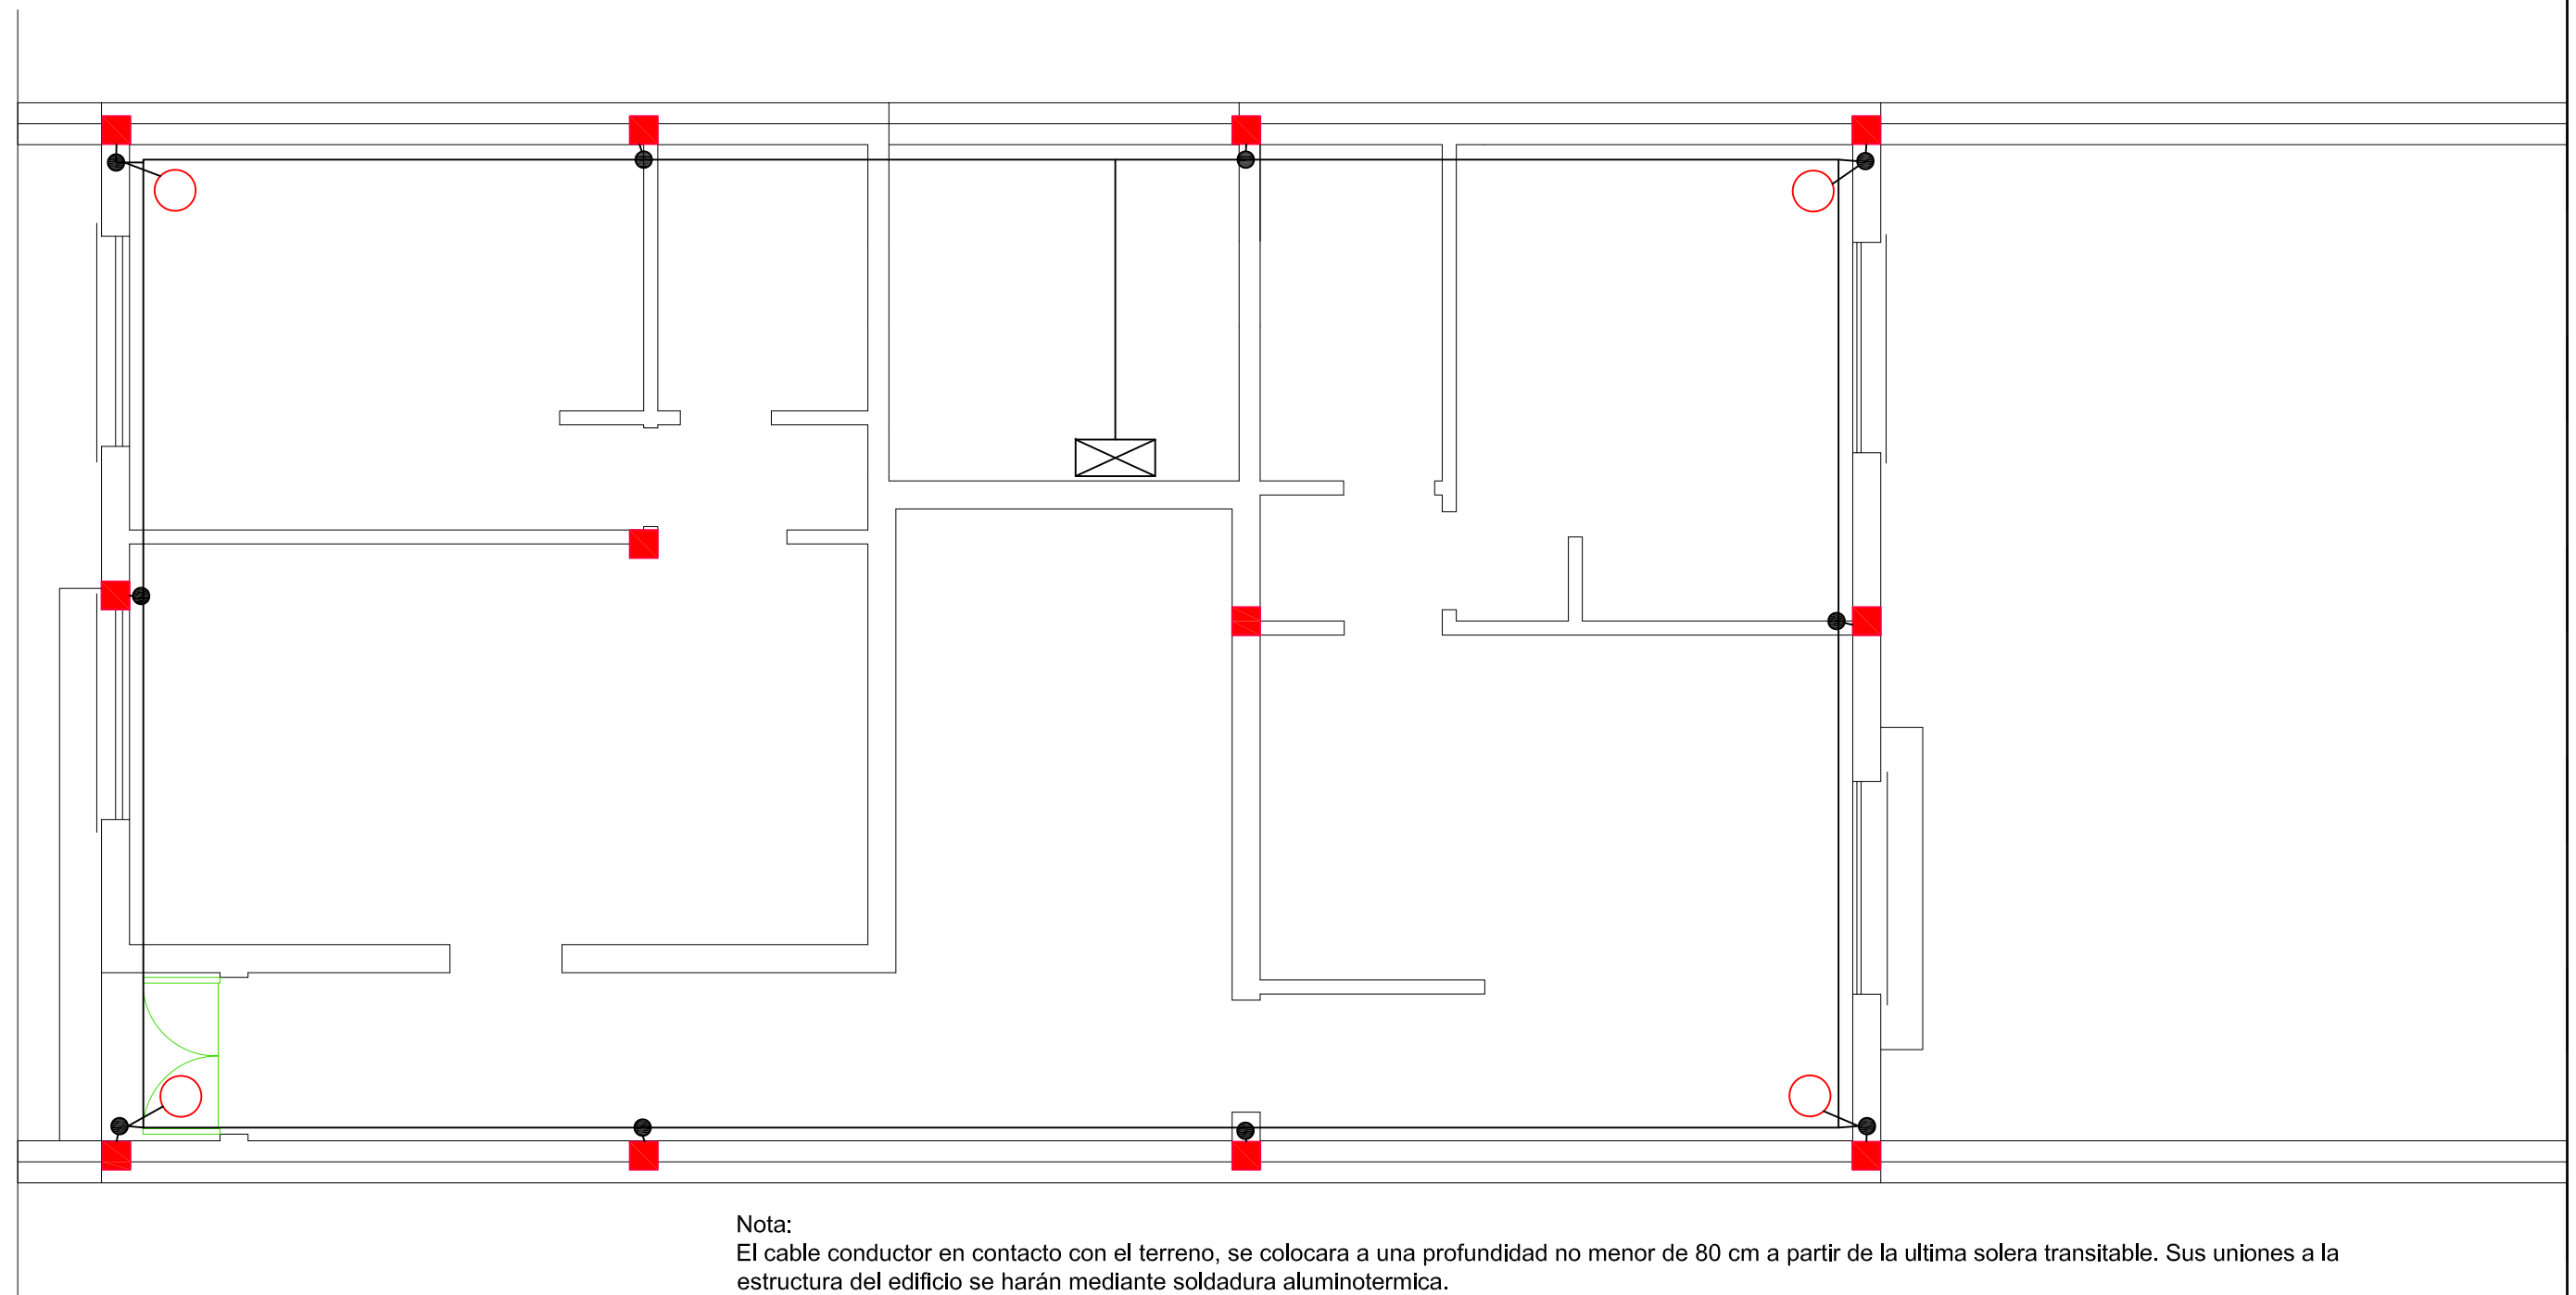 Nota:
El cable conductor en contacto con el terreno, se colocara a una profundidad no menor de 80 cm a partir de la ultima solera transitable. Sus uniones a la
estructura del edificio se harán mediante soldadura aluminotermica.